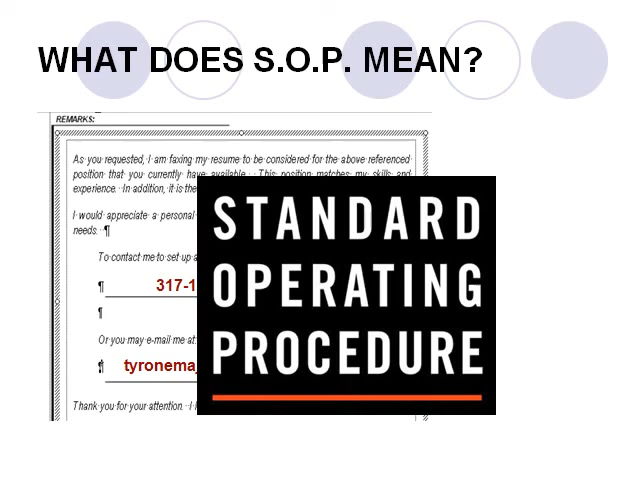 WHAT DOES S.O.P. MEAN?
REMARKS:
As you requested, I am faxing my resume to be considered for the above referenced
position that you currently have available. This position matches my skills and
experience. In addition, it is the
I would appreciate a personal
needs. ¶
To contact me to set up a
¶ 317-1
¶
Or you may e-mail me at:
¶ tyronema
Thank you for your attention. I
STANDARD
OPERATING
PROCEDURE